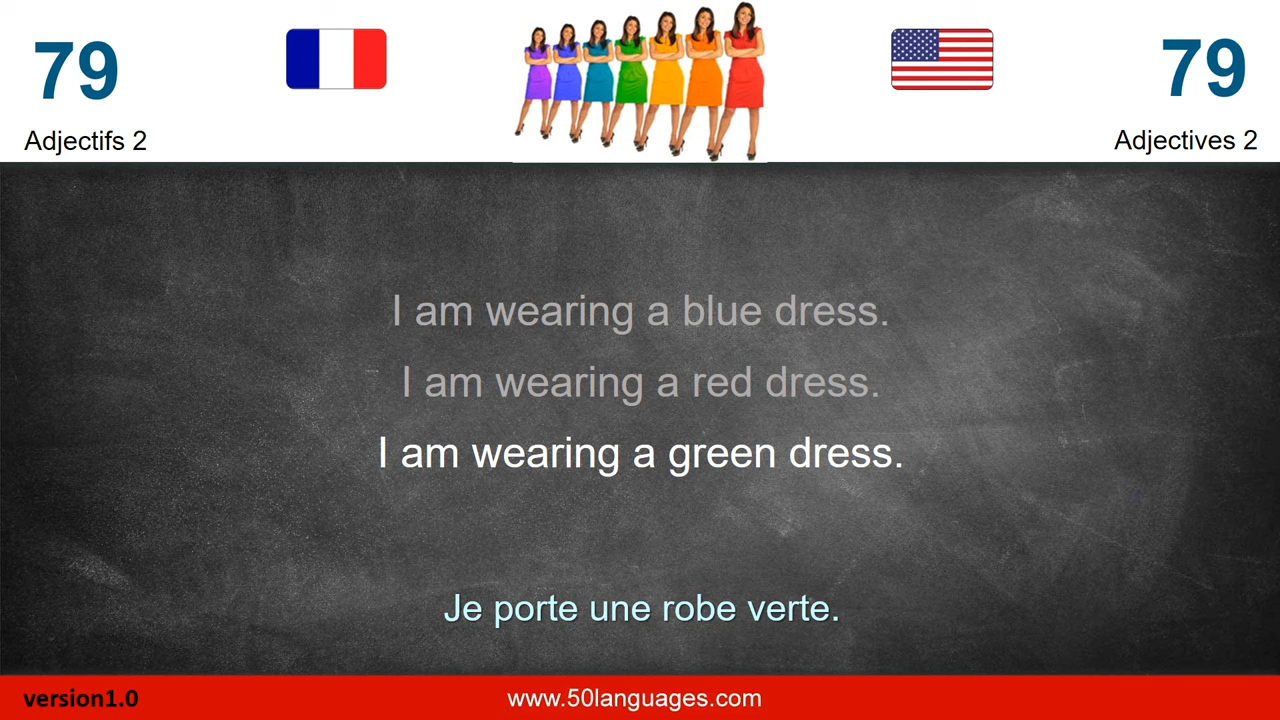 79
79
Adjectifs 2
Adjectives 2
I am wearing a blue dress.
I am wearing a red dress.
I am wearing a green dress.
Je porte une robe verte.
version1.0
www.50languages.com